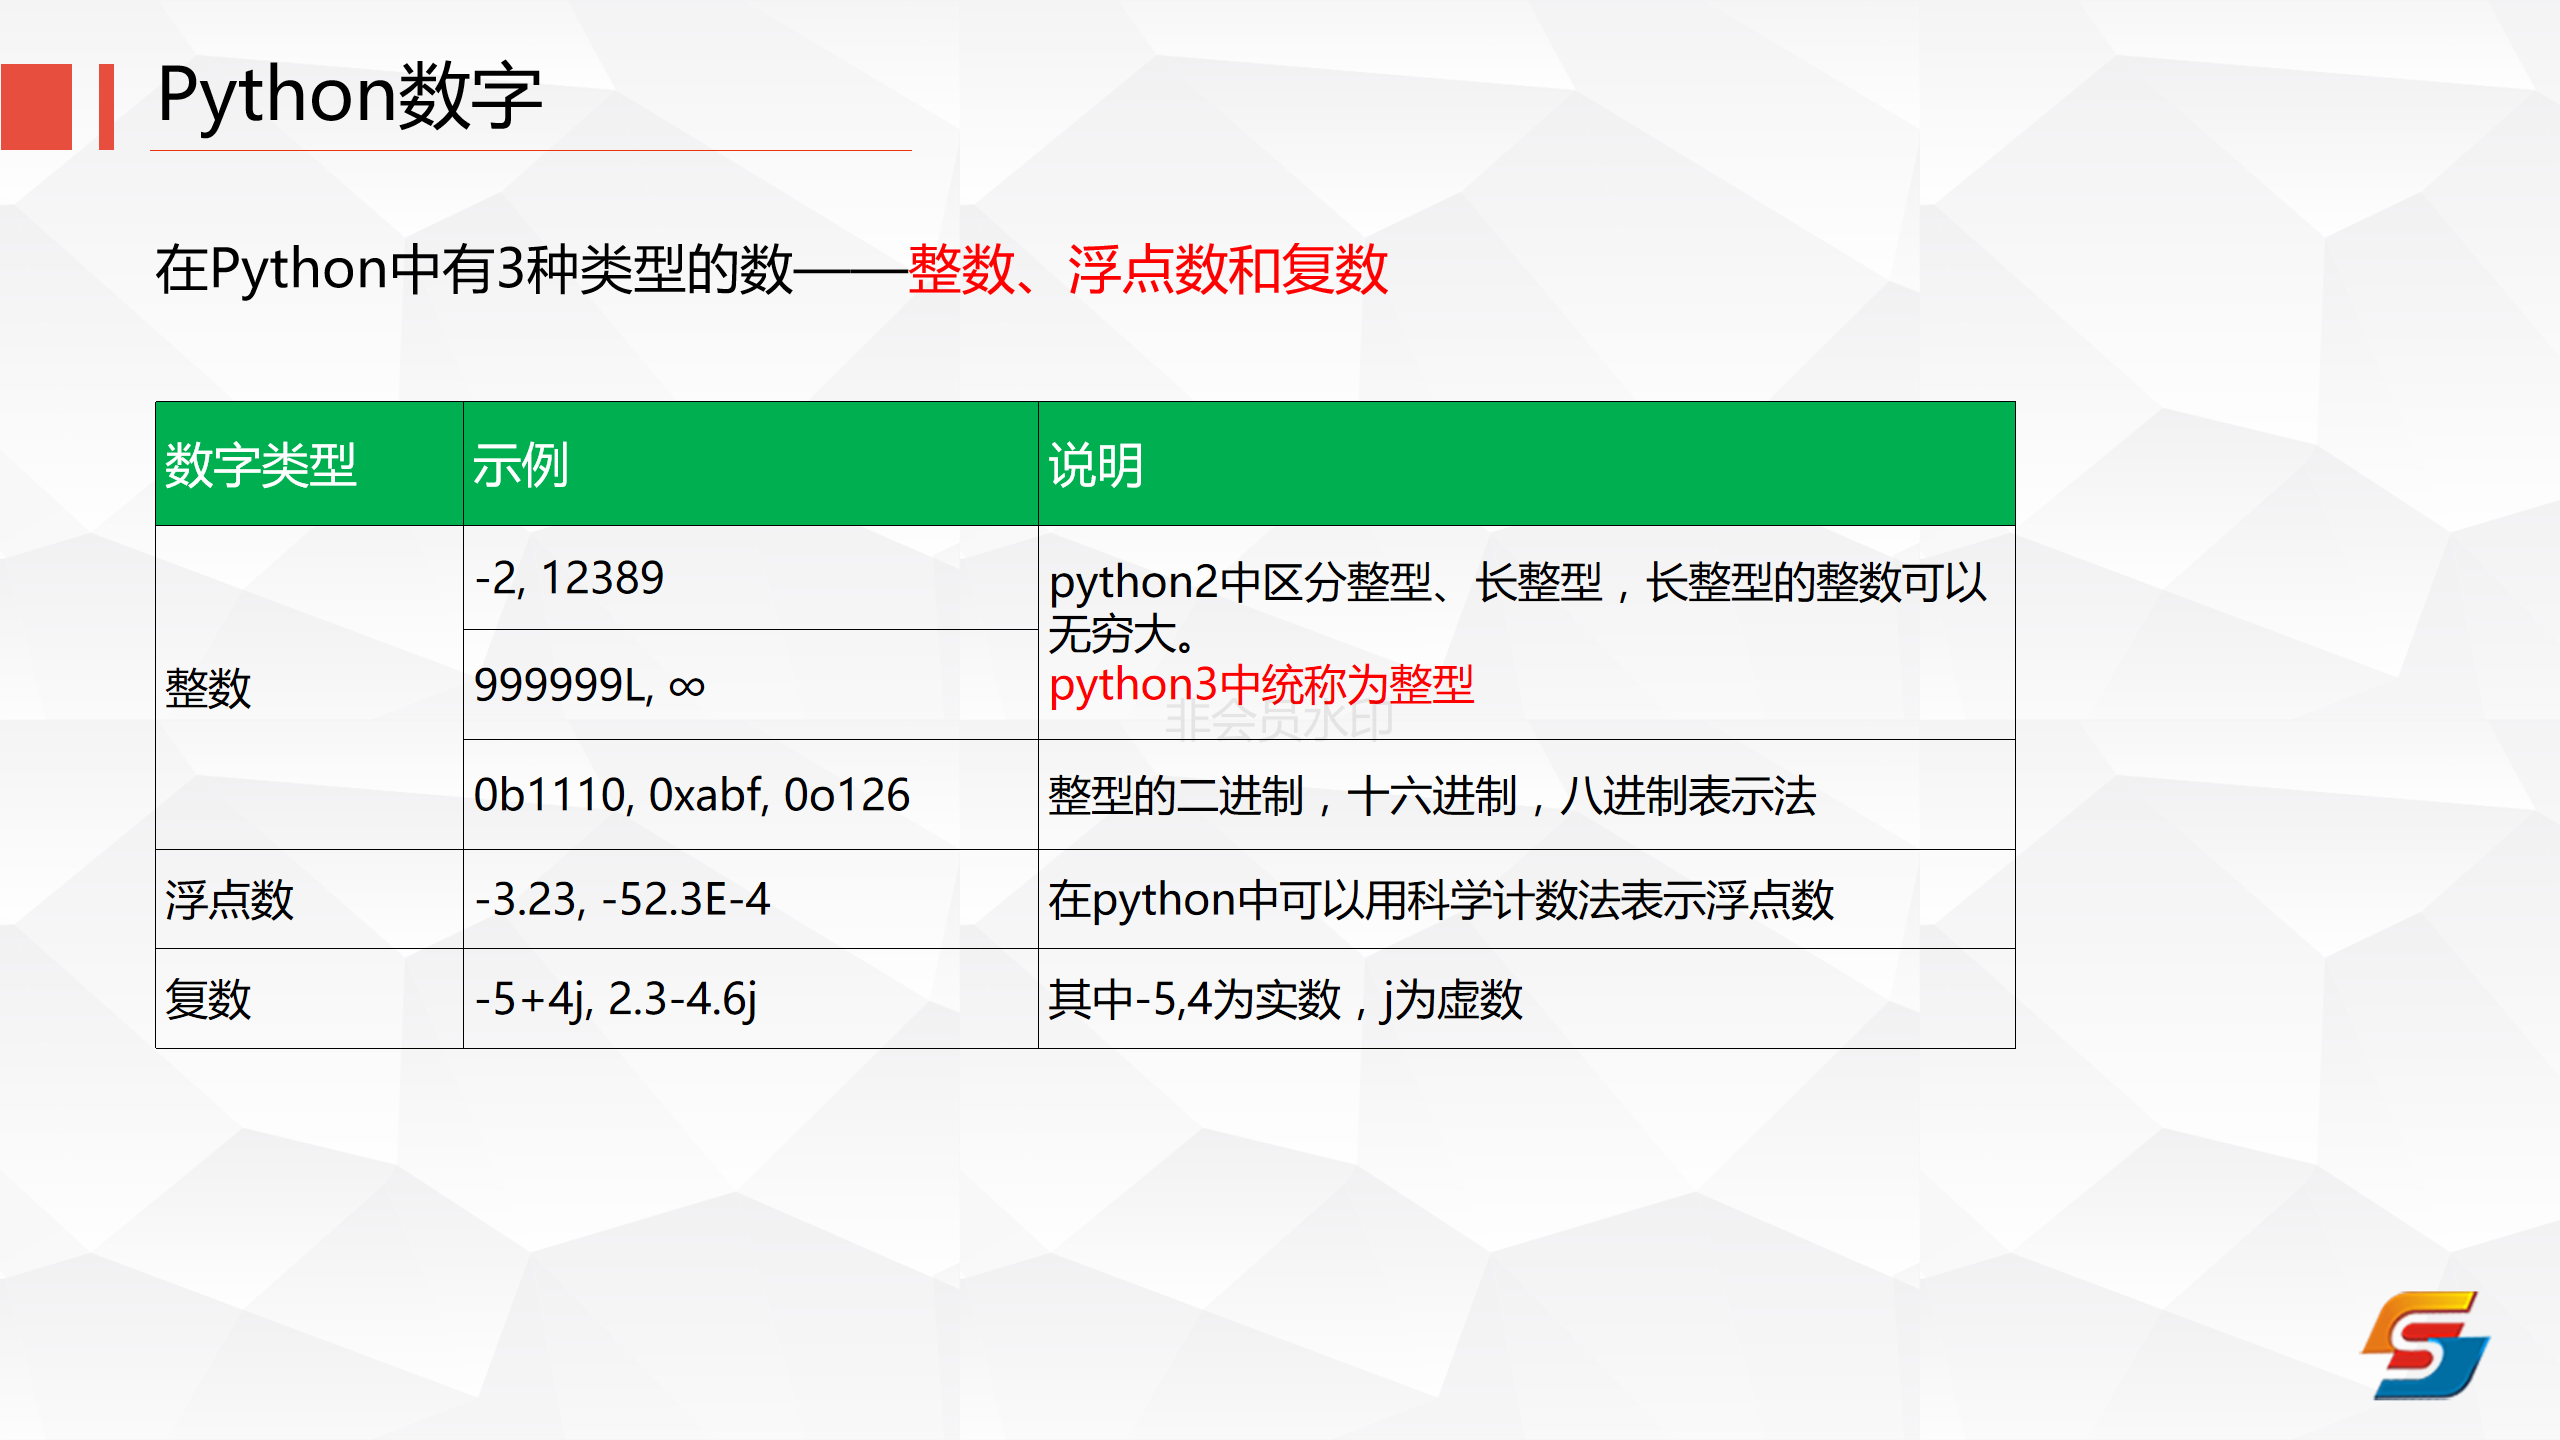 Python数字
在Python中有3种类型的数——整数、浮点数和复数
数字类型
示例
说明
整数
-2, 12389
python2中区分整型、长整型，长整型的整数可以
无穷大。
python3中统称为整型
999999L, ∞
非会员水印
0b1110, 0xabf, 0o126
整型的二进制，十六进制，八进制表示法
浮点数
-3.23, -52.3E-4
在python中可以用科学计数法表示浮点数
复数
-5+4j, 2.3-4.6j
其中-5,4为实数，j为虚数